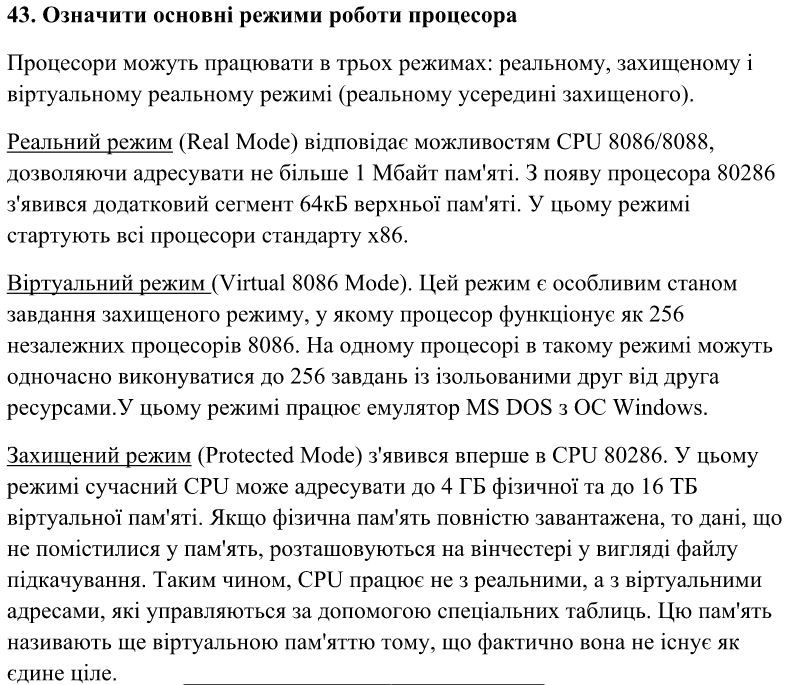 43. Означити основні режими роботи процесора
Процесори можуть працювати в трьох режимах: реальному, захищеному і
віртуальному реальному режимі (реальному усередині захищеного).
Реальний режим (Real Mode) відповідає можливостям CPU 8086/8088,
дозволяючи адресувати не більше 1 Мбайт пам'яті. З появу процесора 80286
з'явився додатковий сегмент 64кБ верхньої пам'яті. У цьому режимі
стартують всі процесори стандарту x86.
Віртуальний режим (Virtual 8086 Mode). Цей режим є особливим станом
завдання захищеного режиму, у якому процесор функціонує як 256
незалежних процесорів 8086. На одному процесорі в такому режимі можуть
одночасно виконуватися до 256 завдань із ізольованими друг від друга
ресурсами.У цьому режимі працює емулятор MS DOS з ОС Windows.
Захищений режим (Protected Mode) з'явився вперше в CPU 80286. У цьому
режимі сучасний CPU може адресувати до 4 ГБ фізичної та до 16 ТБ
віртуальної пам'яті. Якщо фізична пам'ять повністю завантажена, то дані, що
не помістилися у пам'ять, розташовуються на вінчестері у вигляді файлу
підкачування. Таким чином, CPU працює не з реальними, а з віртуальними
адресами, які управляються за допомогою спеціальних таблиць. Цю пам'ять
називають ще віртуальною пам'яттю тому, що фактично вона не існує як
єдине ціле.